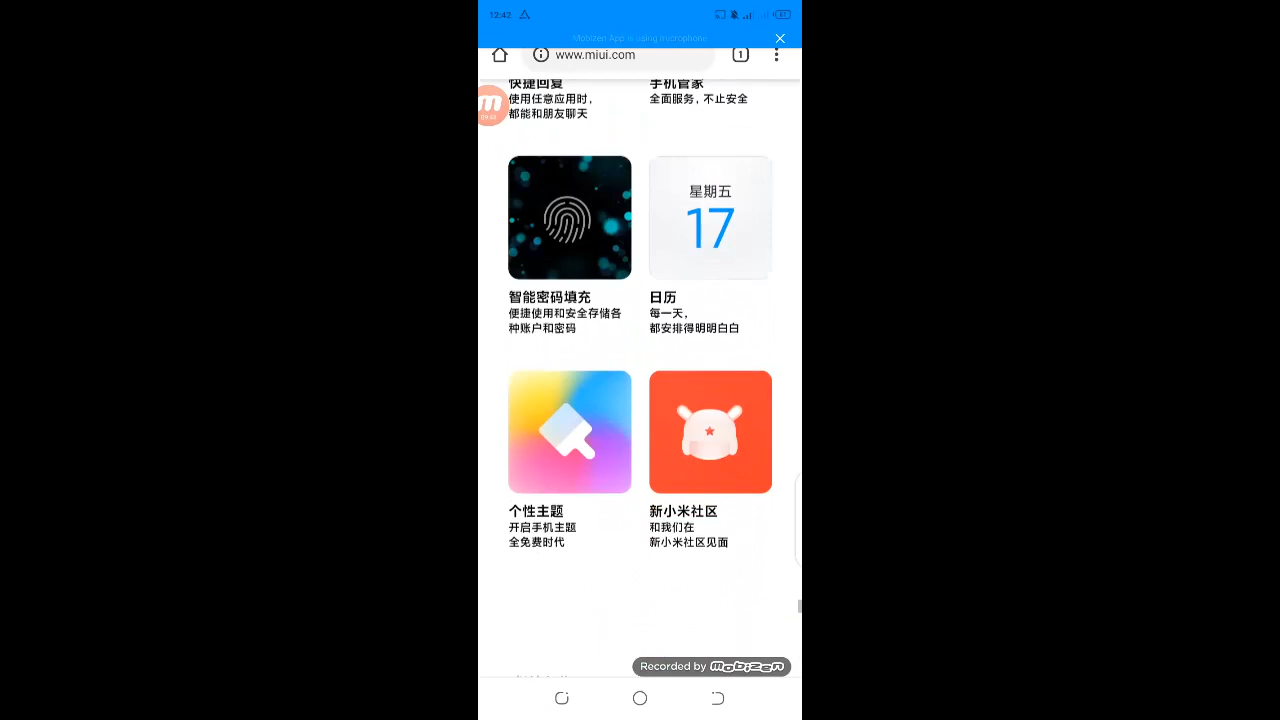 12:42
61
Mobizen App is using microphone.
www.miui.com
1
快捷回复
使用任意应用时,
都能和朋友聊天
手机管家
全面服务, 不止安全
星期五
17
智能密码填充
便捷使用和安全存储各
种账户和密码
日历
每一天,
都安排得明明白白
个性主题
开启手机主题
全免费时代
新小米社区
和我们在
新小米社区见面
Recorded by mobizen